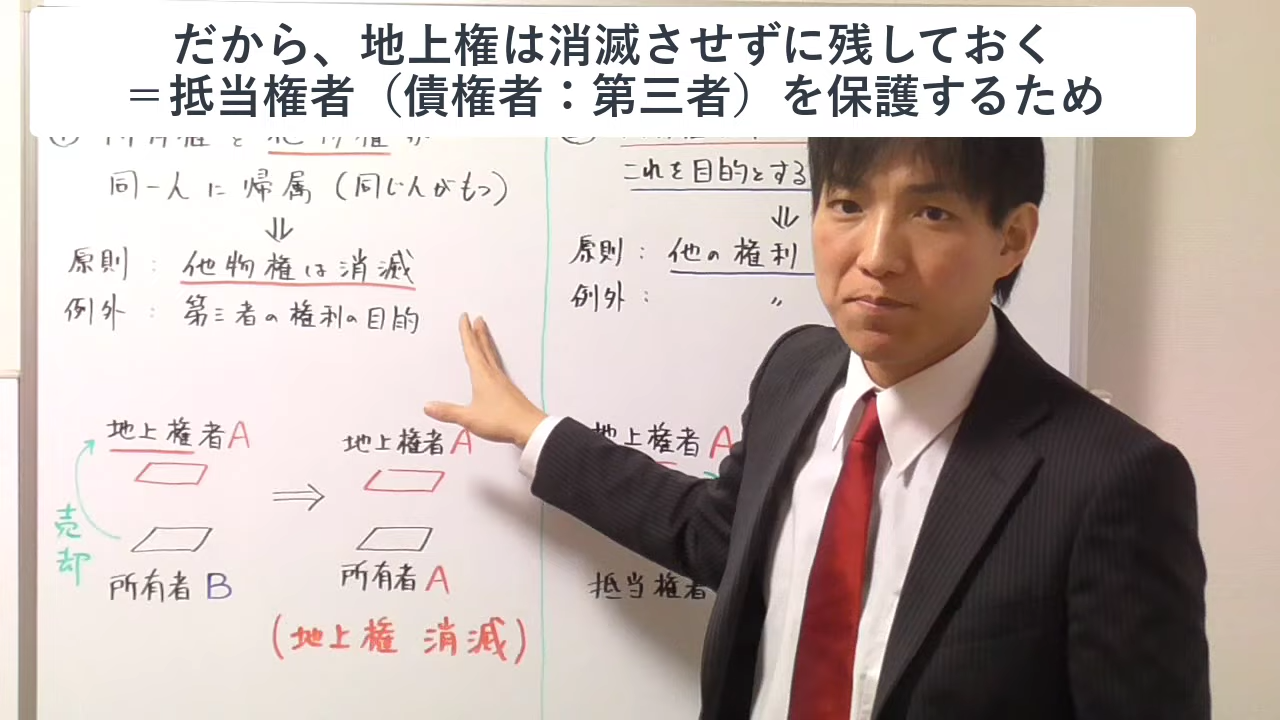 だから、地上権は消滅させずに残しておく
＝抵当権者（債権者：第三者）を保護するため
同一人に帰属(同じ人がもつ)
⇓
原則：他物権は消滅
例外：第三者の権利の目的
地上権者A
売却
所有者B
⇒
地上権者A
所有者A
(地上権 消滅)
これを目的とする
⇓
原則：他の権利
例外：〃
地上権者A
抵当権者